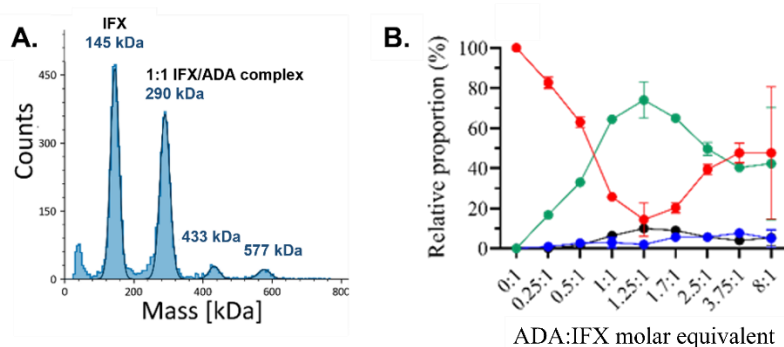 A.
IFX
145 kDa
1:1 IFX/ADA complex
290 kDa
433 kDa
577 kDa
Counts
450
300
150
0
0
200
400
600
800
Mass [kDa]
B.
Relative proportion (%)
100
80
60
40
20
0
0:1
0.25:1
0.5:1
1:1
1.25:1
1.7:1
2.5:1
3.75:1
8:1
ADA:IFX molar equivalent